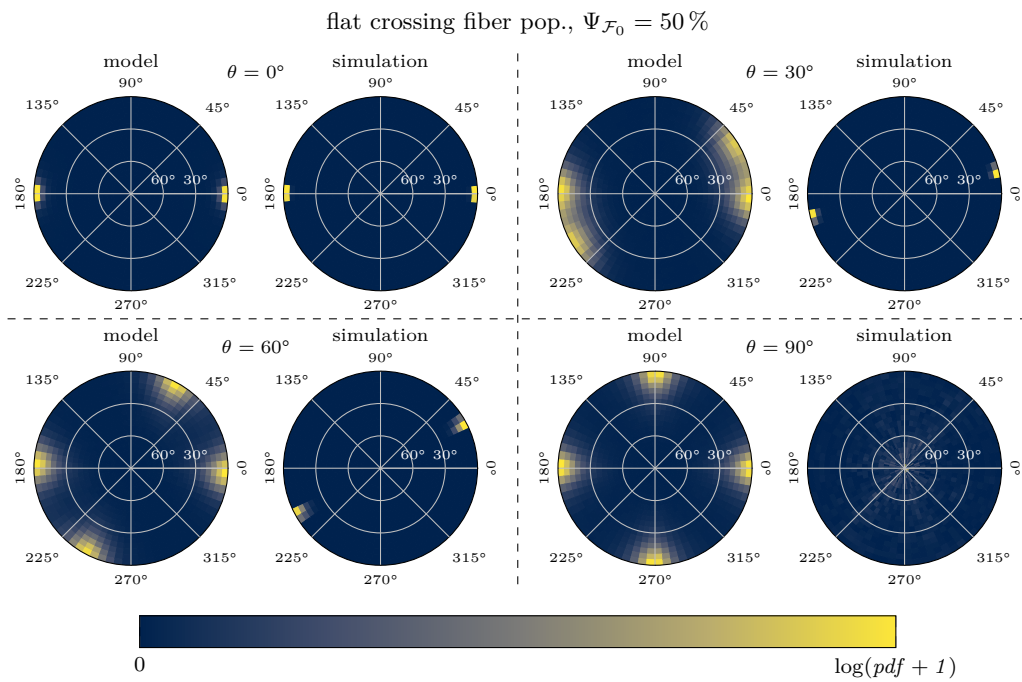 flat crossing fiber pop., Ψ_{F₀} = 50 %
model θ = 0° simulation
90° 90°
135° 45° 135° 45°
180° 60° 30° 0° 180° 60° 30° 0°
225° 315° 225° 315°
270° 270°
model θ = 30° simulation
90° 90°
135° 45° 135° 45°
180° 60° 30° 0° 180° 60° 30° 0°
225° 315° 225° 315°
270° 270°
model θ = 60° simulation
90° 90°
135° 45° 135° 45°
180° 60° 30° 0° 180° 60° 30° 0°
225° 315° 225° 315°
270° 270°
model θ = 90° simulation
90° 90°
135° 45° 135° 45°
180° 60° 30° 0° 180° 60° 30° 0°
225° 315° 225° 315°
270° 270°
0 log(pdf + 1)